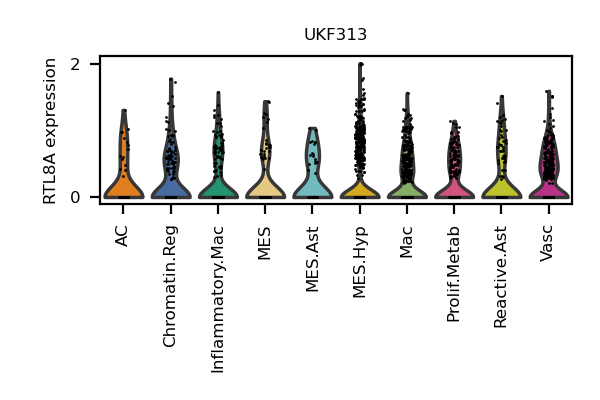 UKF313
RTL8A expression
2
0
AC
Chromatin.Reg
Inflammatory.Mac
MES
MES.Ast
MES.Hyp
Mac
Prolif.Metab
Reactive.Ast
Vasc